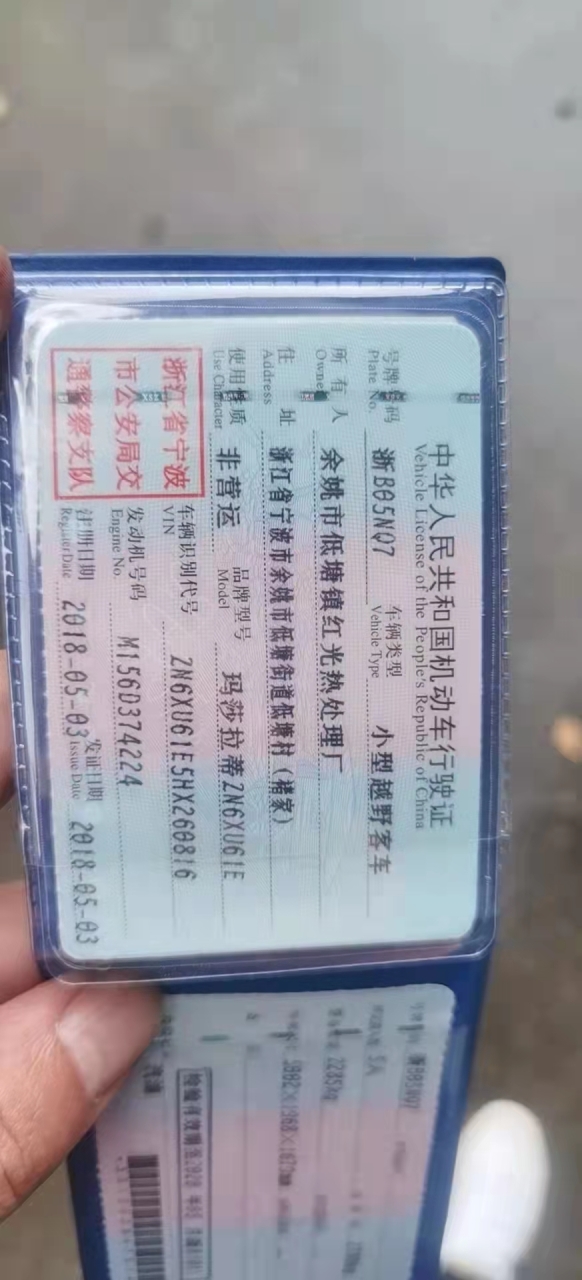 中华人民共和国机动车行驶证
Vehicle License of the People's Republic of China
号牌号码 浙B05NQ7 车辆类型 小型越野客车
Plate No. Vehicle Type
所有人 余姚市低塘镇红光热处理厂
Owner
住址 浙江省宁波市余姚市低塘街道低塘村(楮家)
Address
使用性质 非营运 品牌型号 玛莎拉蒂ZN6XU61E
Use Character Model
浙江省宁波
市公安局交
通警察支队
车辆识别代号 ZN6XU61E5HX260816
VIN
发动机号码 M156D374224
Engine No.
注册日期 2018-05-03 发证日期 2018-05-03
Register Date Issue Date
5人
2235kg